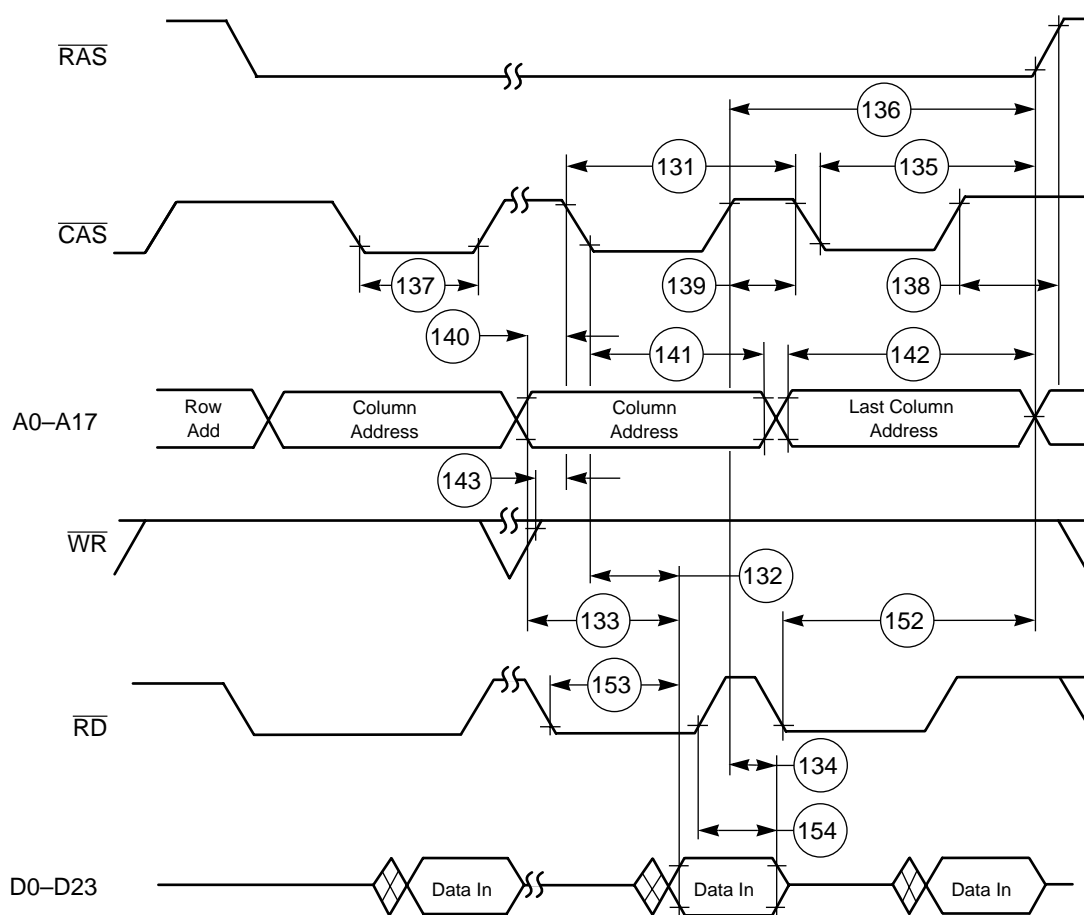 RAS
136
131
135
CAS
137
139
138
140
141
142
A0–A17
Row
Add
Column
Address
Column
Address
Last Column
Address
143
WR
132
133
152
153
RD
134
154
D0–D23
Data In
Data In
Data In